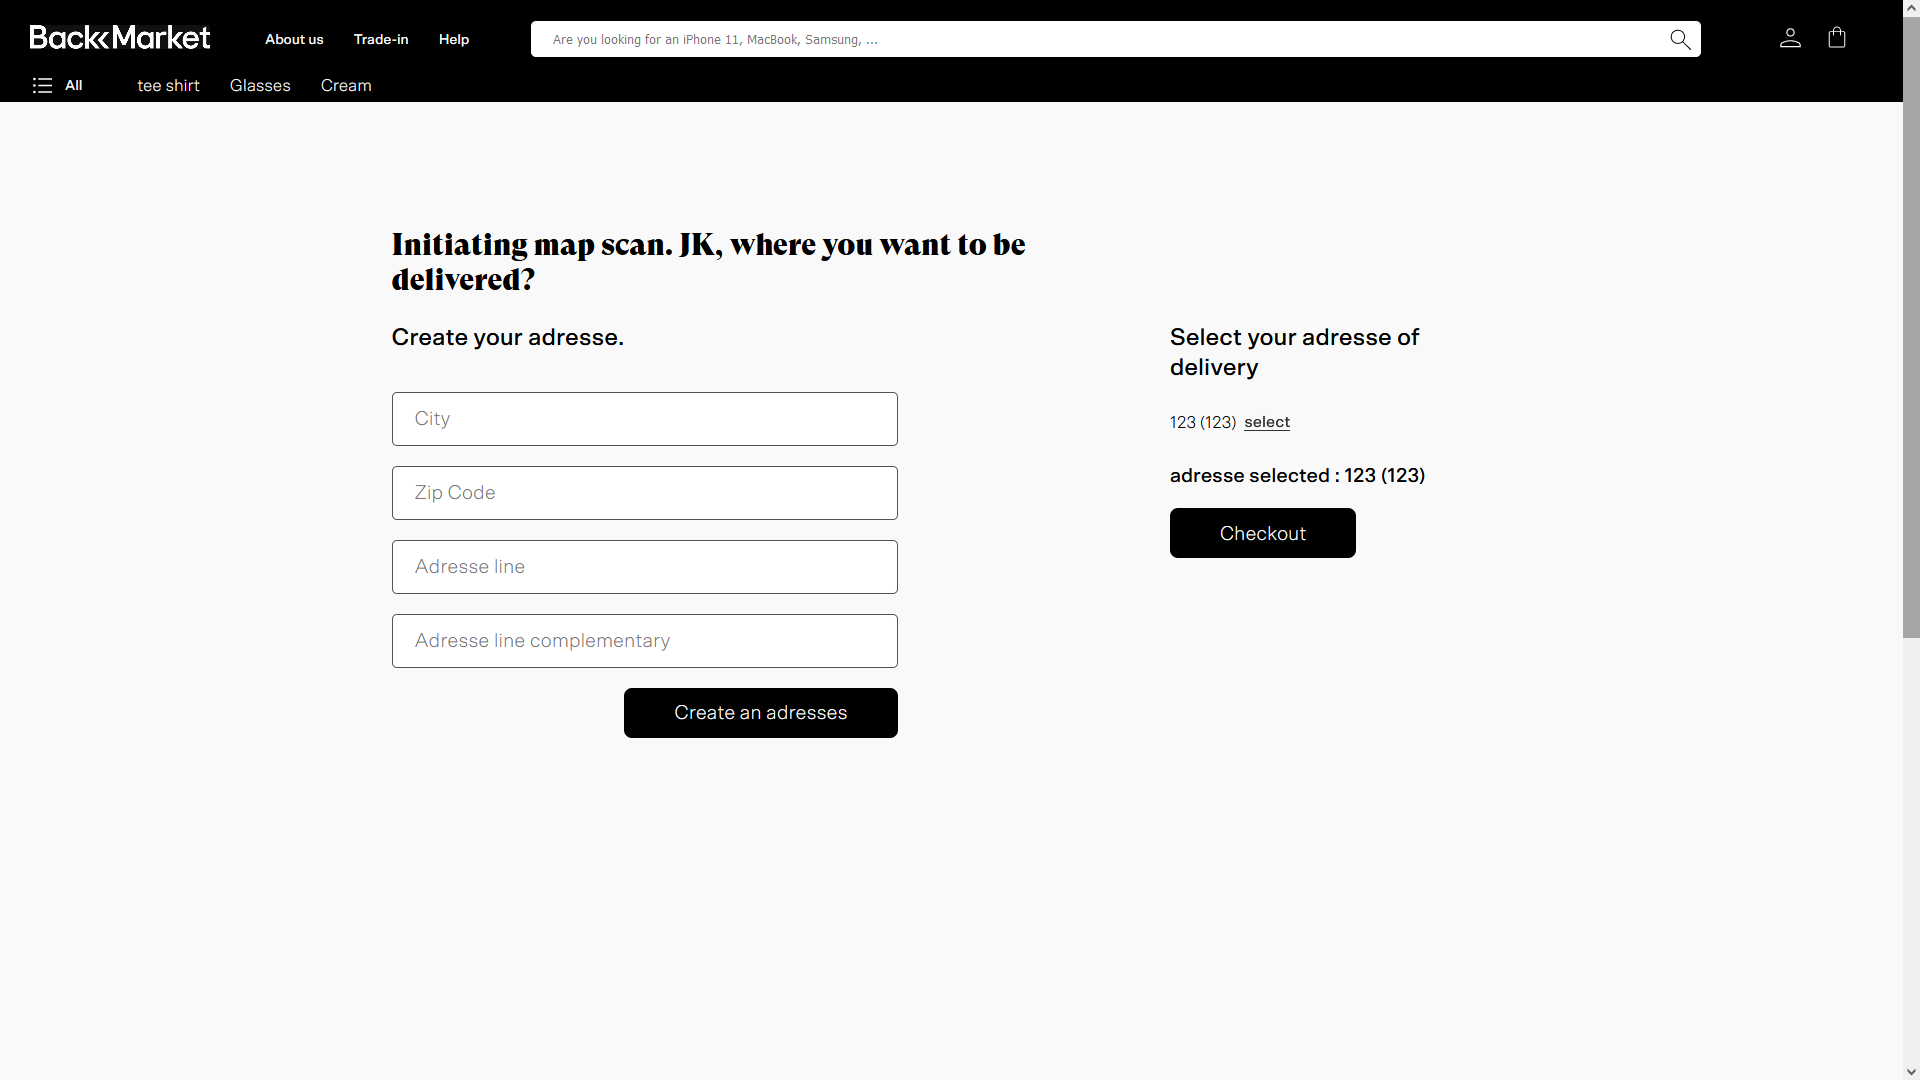 Back Market
About us
Trade-in
Help
Are you looking for an iPhone 11, MacBook, Samsung, ...
All
tee shirt
Glasses
Cream
Initiating map scan. JK, where you want to be
delivered?
Create your adresse.
City
Zip Code
Adresse line
Adresse line complementary
Create an adresses
Select your adresse of
delivery
123 (123) select
adresse selected : 123 (123)
Checkout